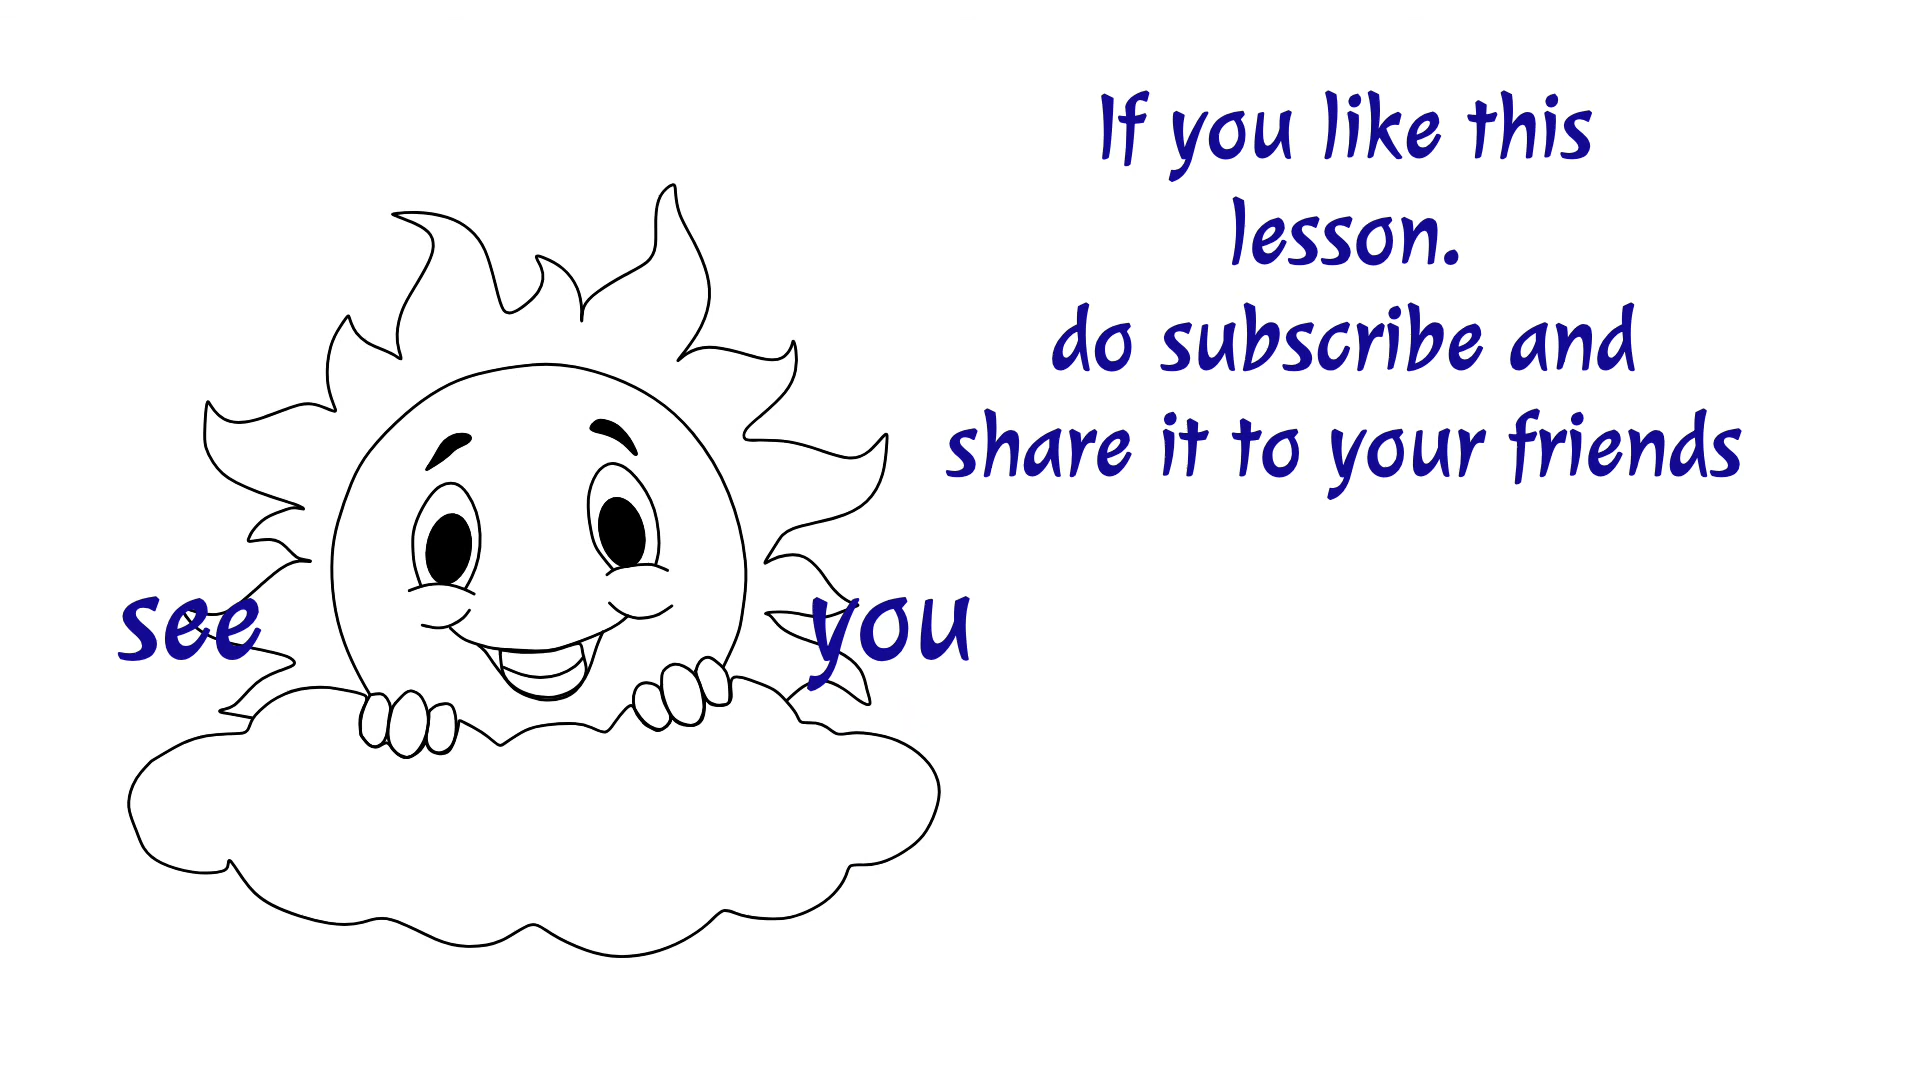 If you like this
lesson.
do subscribe and
share it to your friends
see you